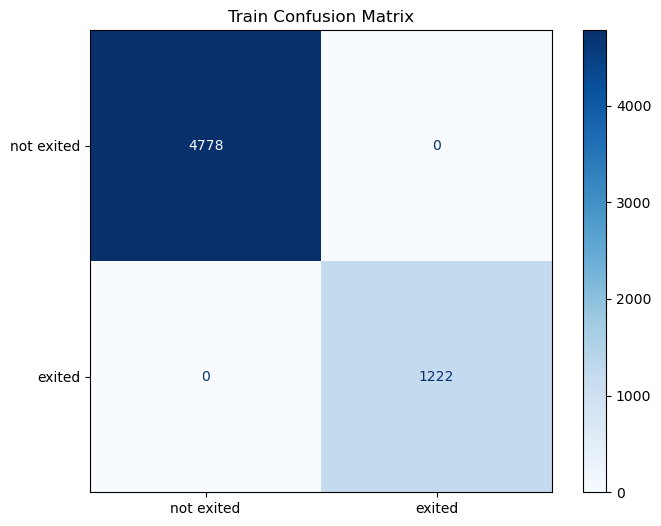 Train Confusion Matrix
not exited
4778
0
exited
0
1222
not exited
exited
4000
3000
2000
1000
0